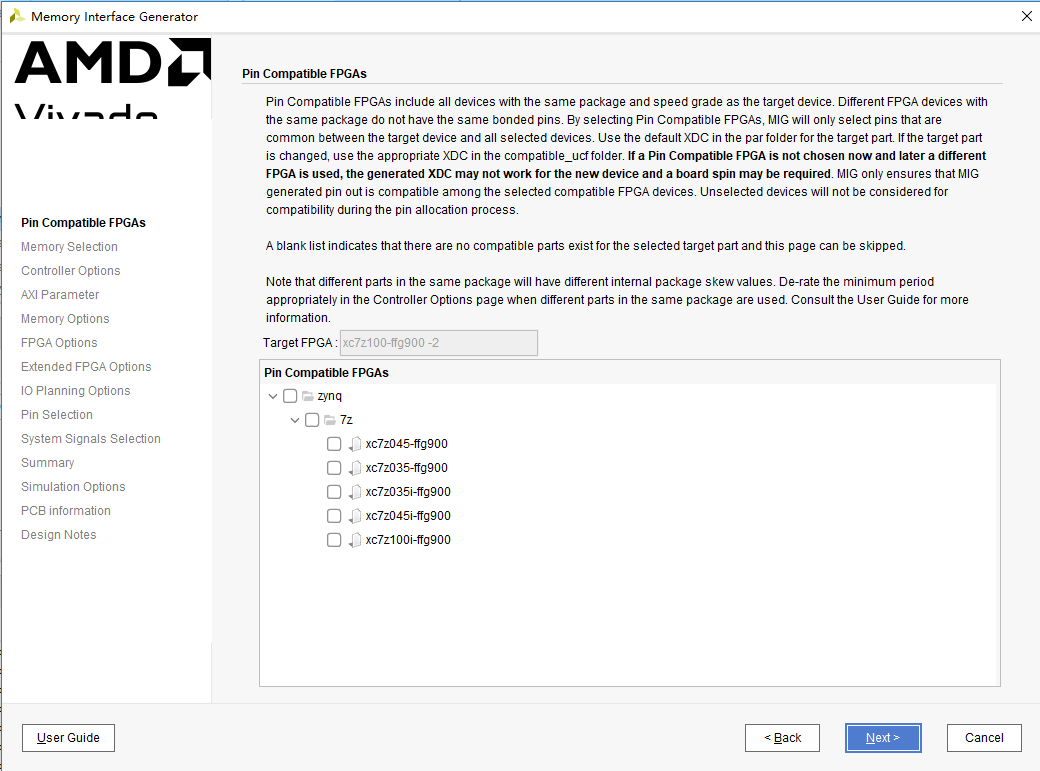 Memory Interface Generator
AMD
Vivado
Pin Compatible FPGAs
Memory Selection
Controller Options
AXI Parameter
Memory Options
FPGA Options
Extended FPGA Options
IO Planning Options
Pin Selection
System Signals Selection
Summary
Simulation Options
PCB information
Design Notes
Pin Compatible FPGAs
Pin Compatible FPGAs include all devices with the same package and speed grade as the target device. Different FPGA devices with
the same package do not have the same bonded pins. By selecting Pin Compatible FPGAs, MIG will only select pins that are
common between the target device and all selected devices. Use the default XDC in the par folder for the target part. If the target part
is changed, use the appropriate XDC in the compatible_ucf folder. If a Pin Compatible FPGA is not chosen now and later a different
FPGA is used, the generated XDC may not work for the new device and a board spin may be required. MIG only ensures that MIG
generated pin out is compatible among the selected compatible FPGA devices. Unselected devices will not be considered for
compatibility during the pin allocation process.
A blank list indicates that there are no compatible parts exist for the selected target part and this page can be skipped.
Note that different parts in the same package will have different internal package skew values. De-rate the minimum period
appropriately in the Controller Options page when different parts in the same package are used. Consult the User Guide for more
information.
Target FPGA : xc7z100-ffg900 -2
Pin Compatible FPGAs
zynq
7z
xc7z045-ffg900
xc7z035-ffg900
xc7z035i-ffg900
xc7z045i-ffg900
xc7z100i-ffg900
User Guide
< Back
Next >
Cancel